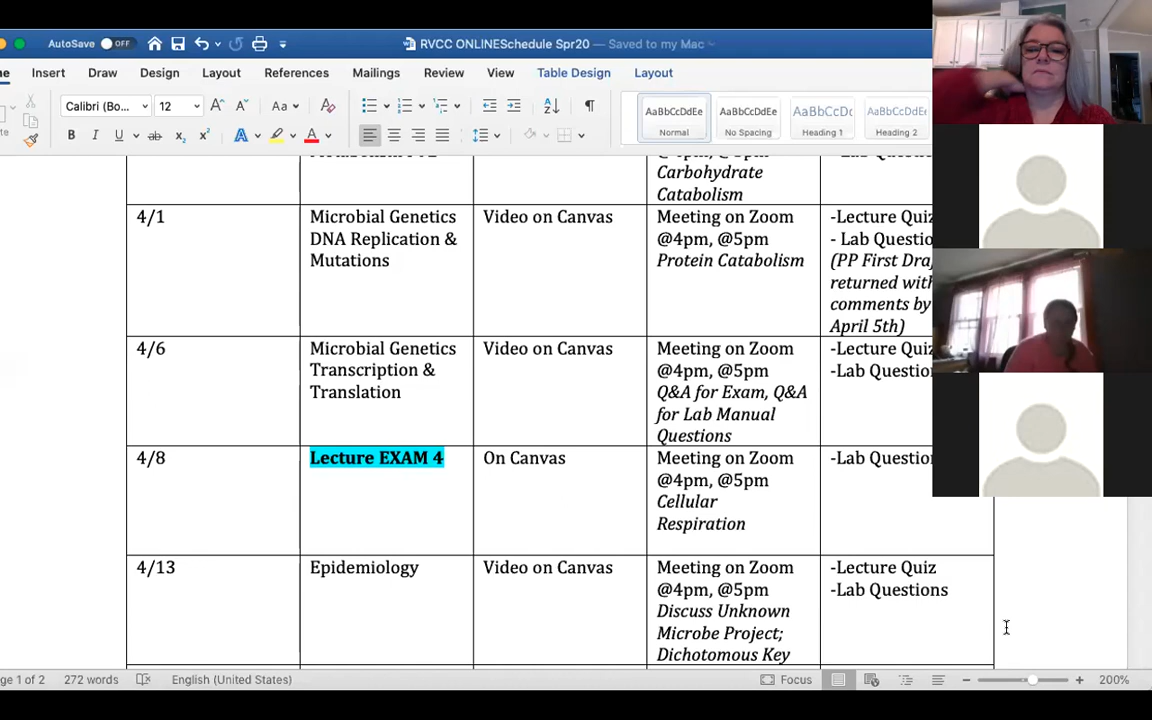 AutoSave OFF RVCC ONLINESchedule Spr20 — Saved to my Mac
Insert Draw Design Layout References Mailings Review View Table Design Layout
Calibri (Bo... 12 Aa
AaBbCcDdEe AaBbCcDdEe AaBbCcDc AaBbCcDdEe
Normal No Spacing Heading 1 Heading 2
Carbohydrate
Catabolism
4/1
Microbial Genetics
DNA Replication &
Mutations
Video on Canvas
Meeting on Zoom
@4pm, @5pm
Protein Catabolism
-Lecture Quiz
- Lab Questio
(PP First Dra
returned with
comments by
April 5th)
4/6
Microbial Genetics
Transcription &
Translation
Video on Canvas
Meeting on Zoom
@4pm, @5pm
Q&A for Exam, Q&A
for Lab Manual
Questions
-Lecture Quiz
-Lab Question
4/8
Lecture EXAM 4
On Canvas
Meeting on Zoom
@4pm, @5pm
Cellular
Respiration
-Lab Question
4/13
Epidemiology
Video on Canvas
Meeting on Zoom
@4pm, @5pm
Discuss Unknown
Microbe Project;
Dichotomous Key
-Lecture Quiz
-Lab Questions
ge 1 of 2 272 words English (United States) Focus 200%